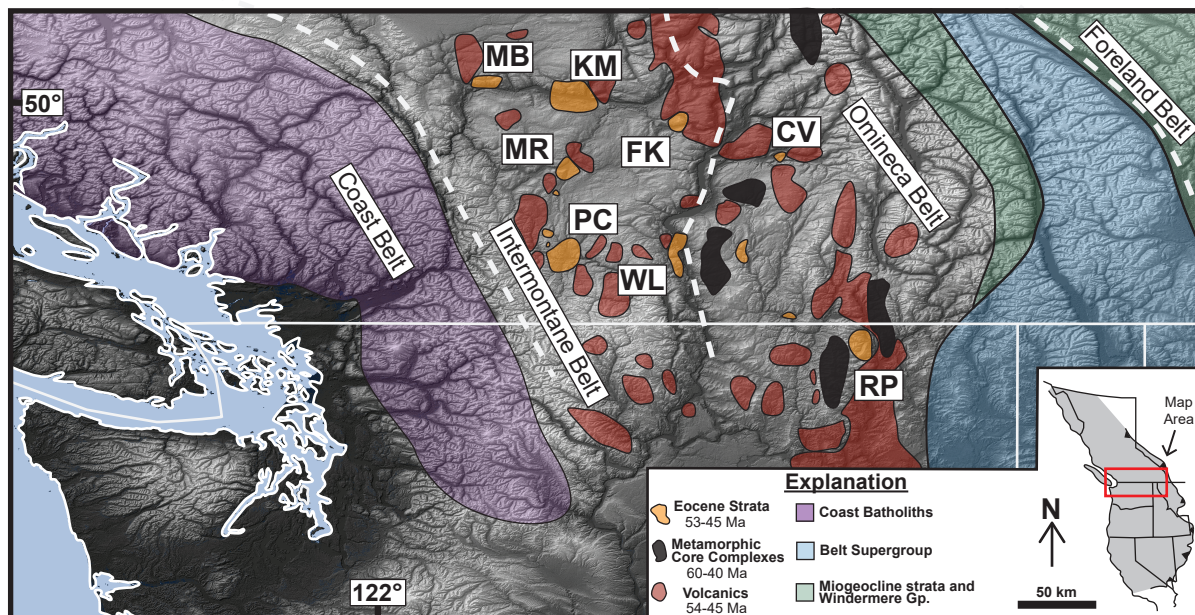 MB
KM
Foreland Belt
50°
CV
MR
FK
Omineca Belt
Coast Belt
PC
WL
Intermontane Belt
RP
122°
Explanation
Eocene Strata
53-45 Ma
Metamorphic
Core Complexes
60-40 Ma
Volcanics
54-45 Ma
Coast Batholiths
Belt Supergroup
Miogeocline strata and
Windermere Gp.
N
50 km
Map
Area